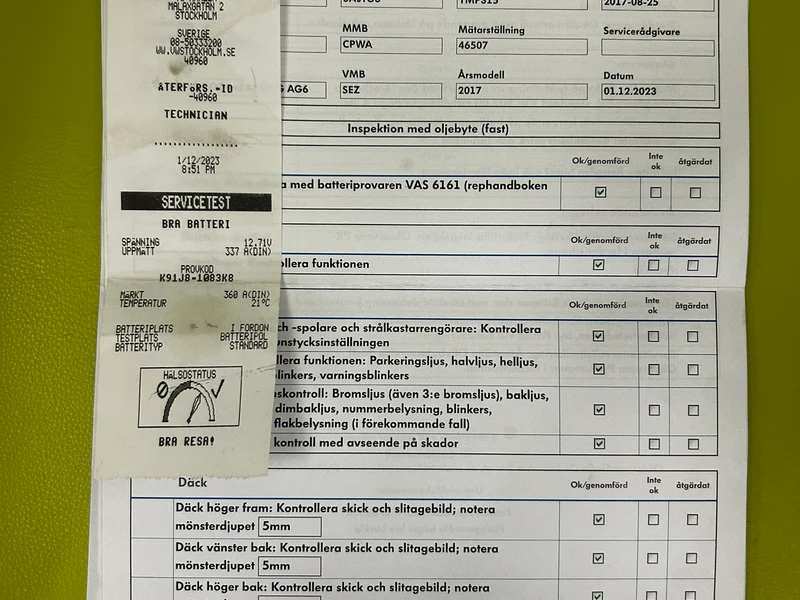 MALAXGATAN 2
STOCKHOLM
SVERIGE
08-50333200
WW.VWSTOCKHOLM.SE
40960
ÅTERFÖRS.-ID
-40960
TECHNICIAN
1/12/2023
8:51 PM
SERVICETEST
BRA BATTERI
SPÄNNING 12.71V
UPPMÄTT 337 A(DIN)
PROVKOD
K91J8-1083K8
MÄRKT 360 A(DIN)
TEMPERATUR 21°C
BATTERIPLATS I FORDON
TESTPLATS BATTERIPOL
BATTERITYP STANDARD
HÄLSOSTATUS
BRA RESA!
2017-08-25
MMB Mätarställning Servicerådgivare
CPWA 46507
VMB Årsmodell Datum
AG6 SEZ 2017 01.12.2023
Inspektion med oljebyte (fast)
Ok/genomförd Inte ok åtgärdat
a med batteriprovaren VAS 6161 (rephandboken
Ok/genomförd Inte ok åtgärdat
llera funktionen
Ok/genomförd Inte ok åtgärdat
ch -spolare och strålkastarrengörare: Kontrollera
unstycksinställningen
llera funktionen: Parkeringsljus, halvljus, helljus,
blinkers, varningsblinkers
skontroll: Bromsljus (även 3:e bromsljus), bakljus,
dimbakljus, nummerbelysning, blinkers,
flakbelysning (i förekommande fall)
kontroll med avseende på skador
Däck Ok/genomförd Inte ok åtgärdat
Däck höger fram: Kontrollera skick och slitagebild; notera
mönsterdjupet 5mm
Däck vänster bak: Kontrollera skick och slitagebild; notera
mönsterdjupet 5mm
Däck höger bak: Kontrollera skick och slitagebild; notera